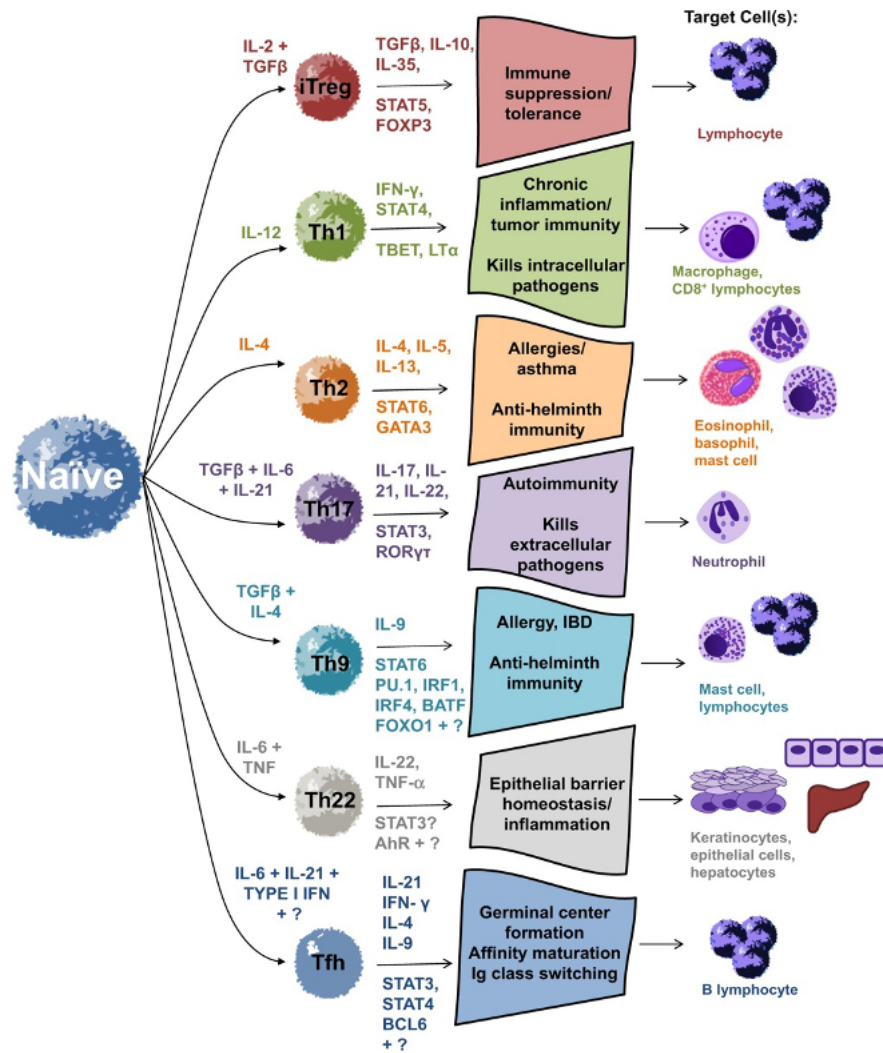 Target Cell(s):
IL-2 +
TGFβ
iTreg
TGFβ, IL-10,
IL-35,
STAT5,
FOXP3
Immune
suppression/
tolerance
Lymphocyte
IL-12
Th1
IFN-γ,
STAT4,
TBET, LTα
Chronic
inflammation/
tumor immunity
Kills intracellular
pathogens
Macrophage,
CD8⁺ lymphocytes
IL-4
Th2
IL-4, IL-5,
IL-13,
STAT6,
GATA3
Allergies/
asthma
Anti-helminth
immunity
Eosinophil,
basophil,
mast cell
Naïve
TGFβ + IL-6
+ IL-21
Th17
IL-17, IL-
21, IL-22,
STAT3,
RORγτ
Autoimmunity
Kills
extracellular
pathogens
Neutrophil
TGFβ +
IL-4
Th9
IL-9
STAT6
PU.1, IRF1,
IRF4, BATF
FOXO1 + ?
Allergy, IBD
Anti-helminth
immunity
Mast cell,
lymphocytes
IL-6 +
TNF
Th22
IL-22,
TNF-α
STAT3?
AhR + ?
Epithelial barrier
homeostasis/
inflammation
Keratinocytes,
epithelial cells,
hepatocytes
IL-6 + IL-21 +
TYPE I IFN
+ ?
Tfh
IL-21
IFN- γ
IL-4
IL-9
STAT3,
STAT4
BCL6
+ ?
Germinal center
formation
Affinity maturation
Ig class switching
B lymphocyte